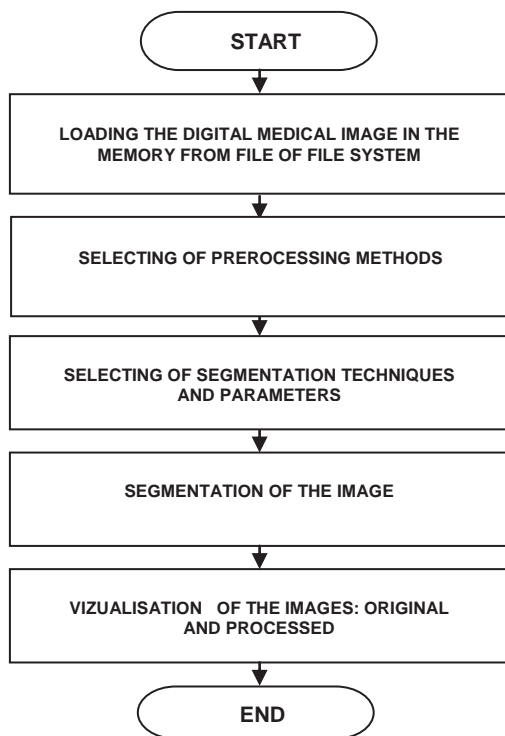 START
LOADING THE DIGITAL MEDICAL IMAGE IN THE
MEMORY FROM FILE OF FILE SYSTEM
SELECTING OF PREROCESSING METHODS
SELECTING OF SEGMENTATION TECHNIQUES
AND PARAMETERS
SEGMENTATION OF THE IMAGE
VIZUALISATION OF THE IMAGES: ORIGINAL
AND PROCESSED
END